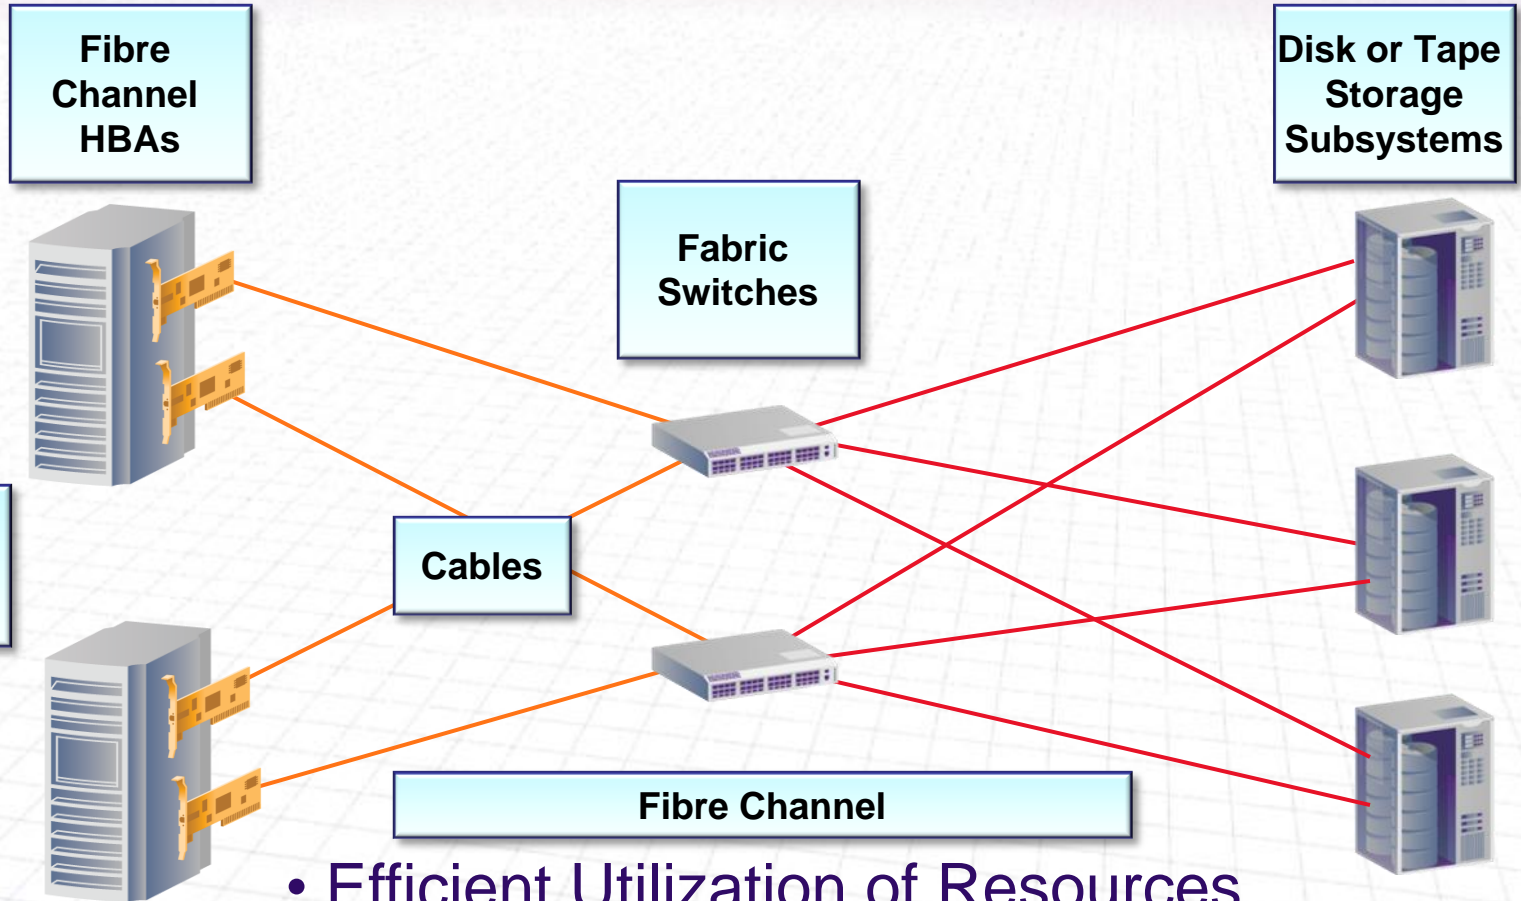 Fibre
Channel
HBAs
Disk or Tape
Storage
Subsystems
Fabric
Switches
Cables
Fibre Channel
• Efficient Utilization of Resources